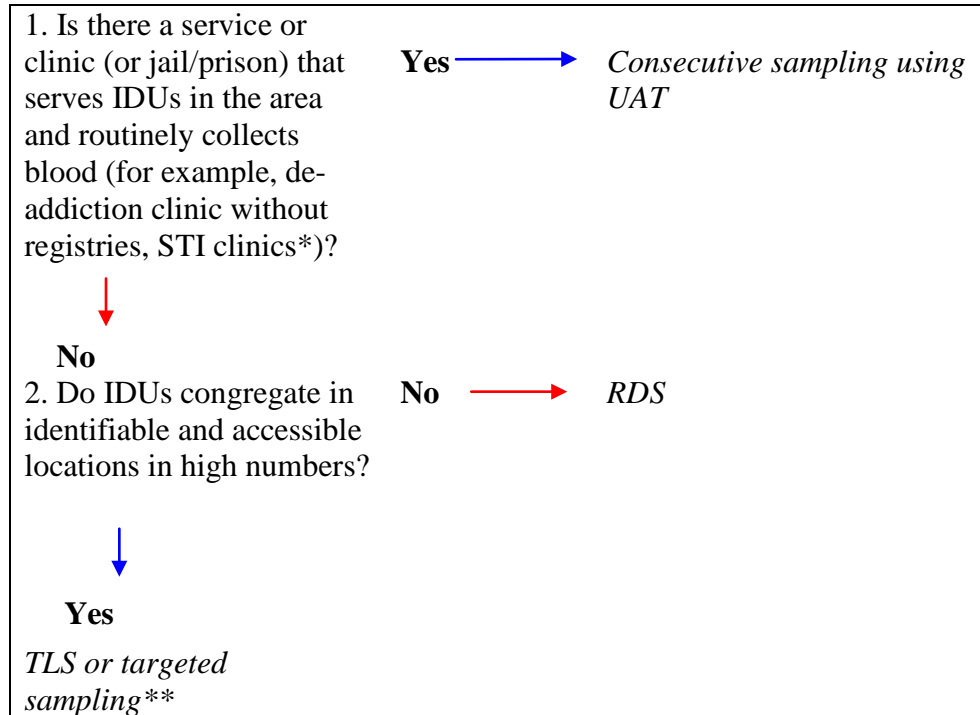 1. Is there a service or
clinic (or jail/prison) that
serves IDUs in the area
and routinely collects
blood (for example, de-
addiction clinic without
registries, STI clinics*)?
Yes
Consecutive sampling using
UAT
No
2. Do IDUs congregate in
identifiable and accessible
locations in high numbers?
No
RDS
Yes
TLS or targeted
sampling**